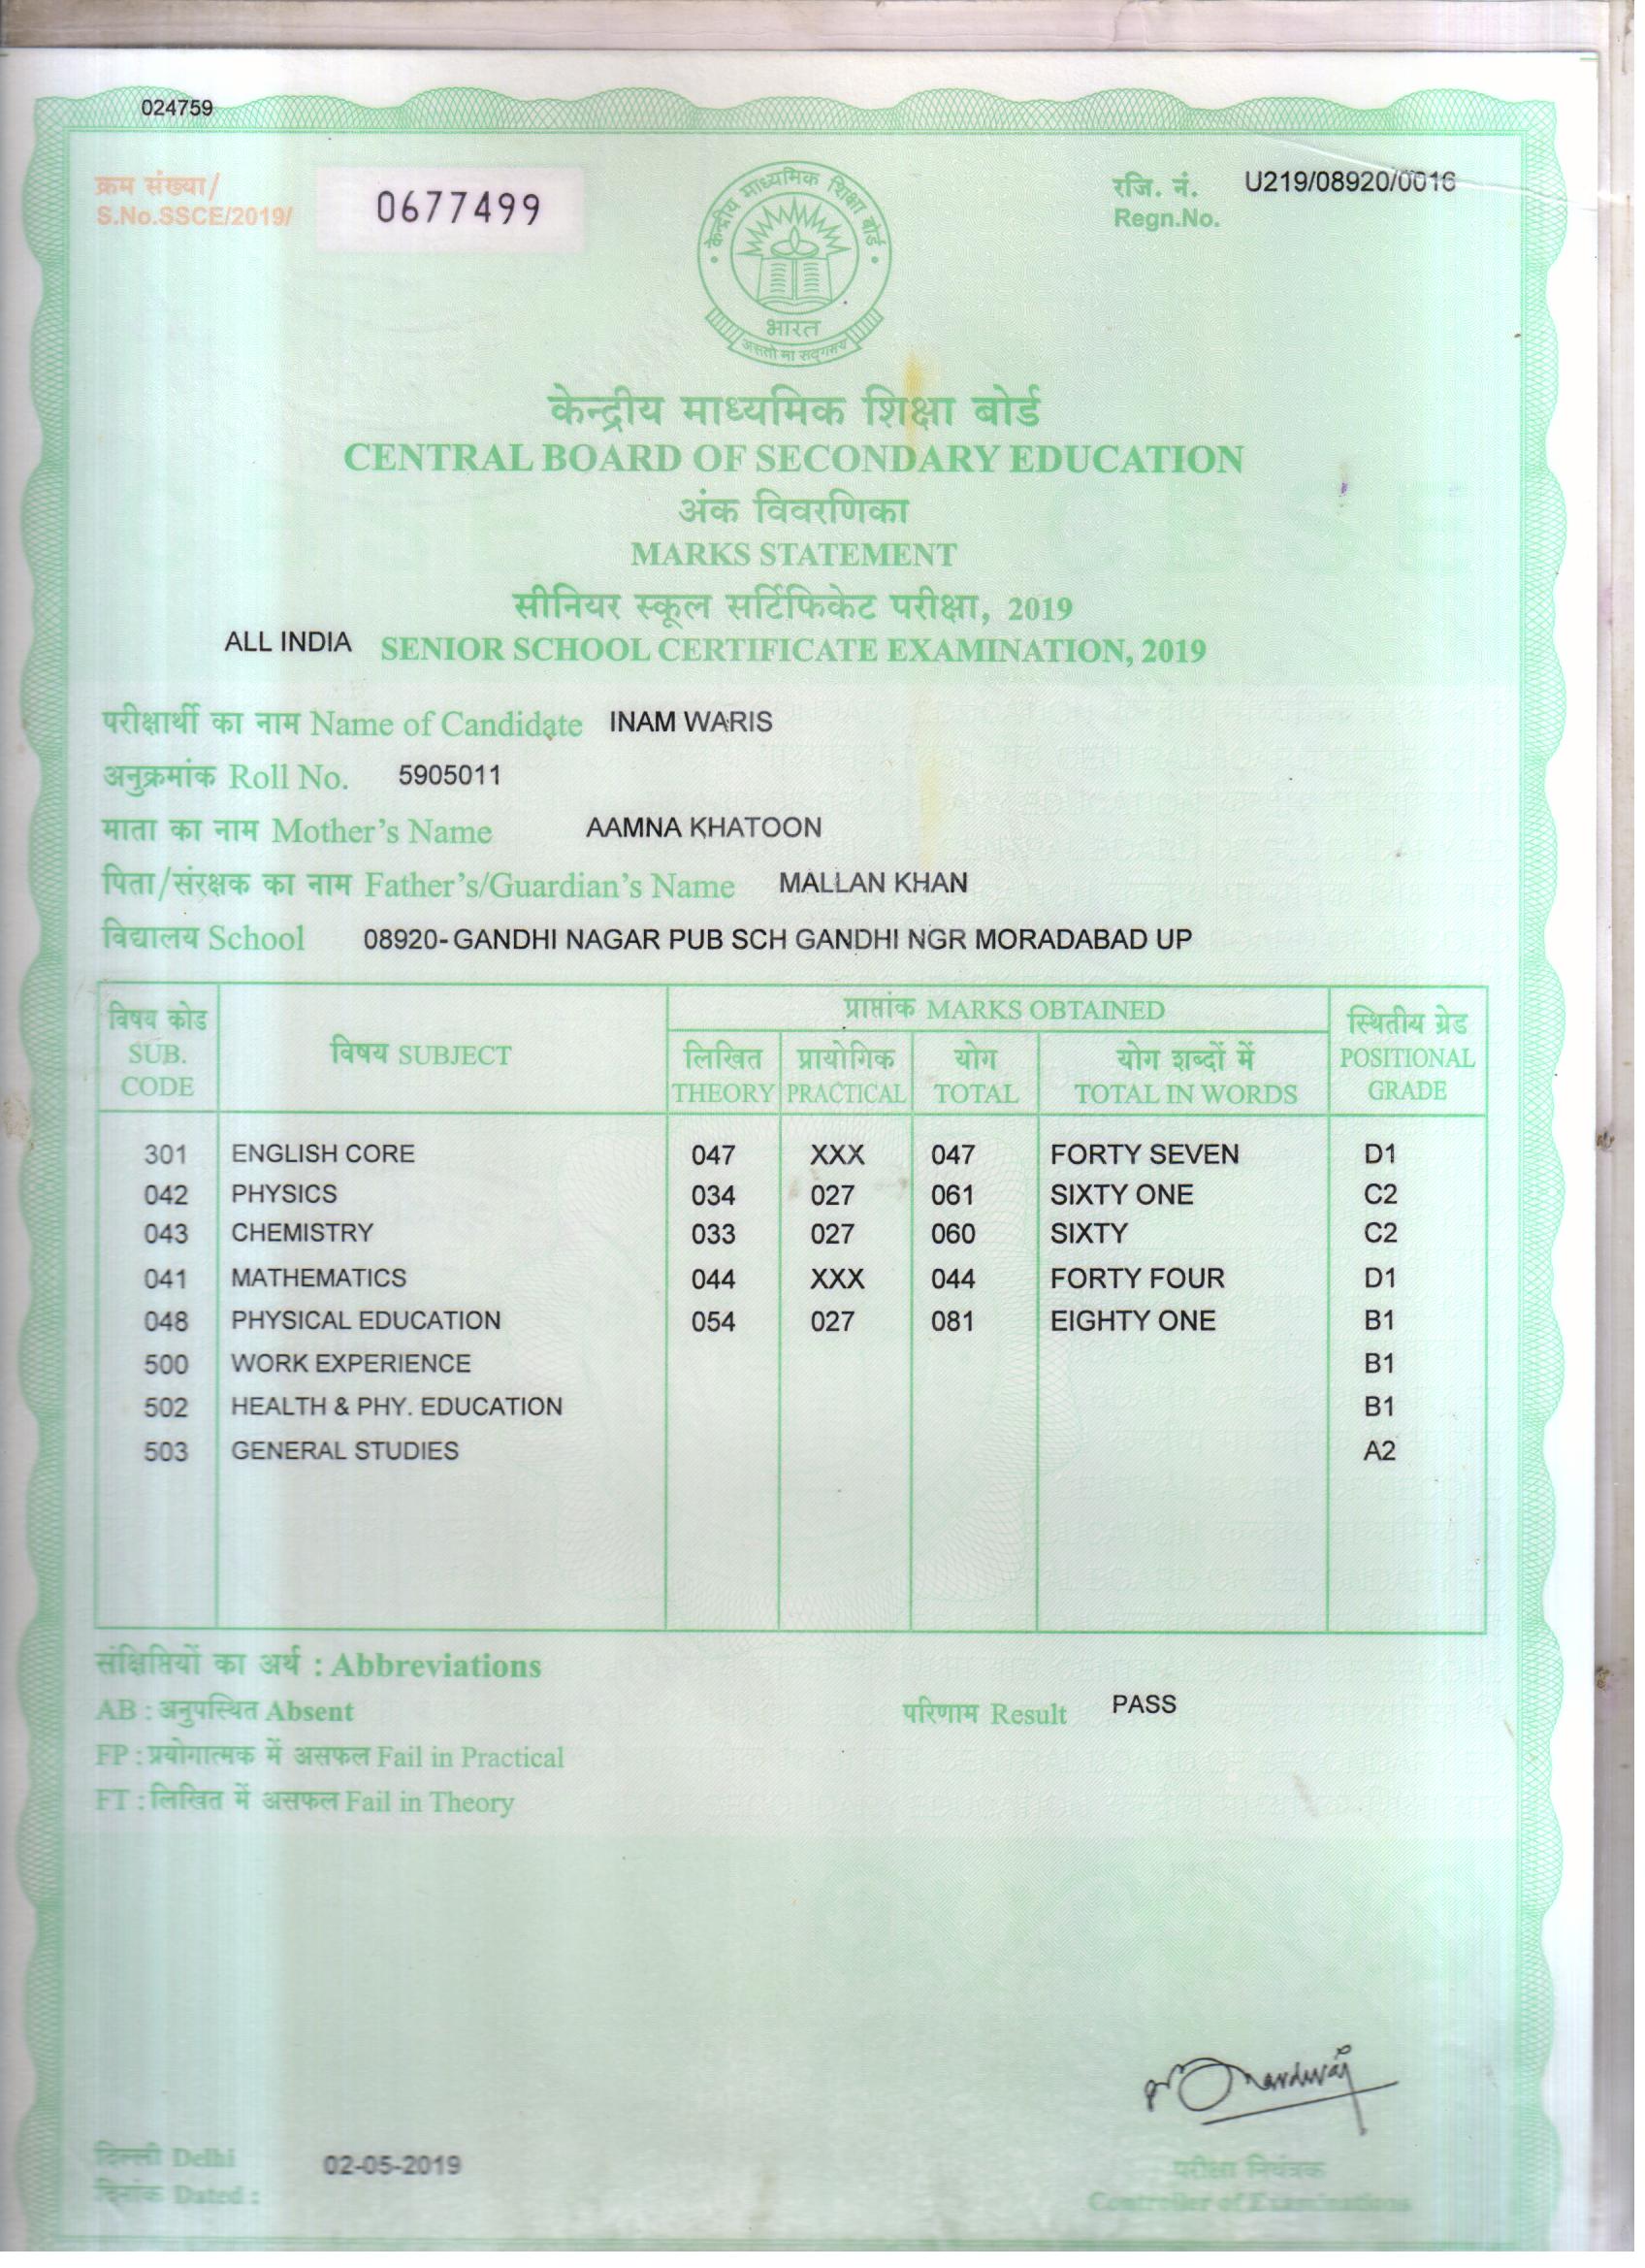 024759
क्रम संख्या/
S.No.SSCE/2019/
0677499
रजि. नं.
Regn.No.
U219/08920/0016
केन्द्रीय माध्यमिक शिक्षा बोर्ड
भारत
असतो मा सद्गमय
केन्द्रीय माध्यमिक शिक्षा बोर्ड
CENTRAL BOARD OF SECONDARY EDUCATION
अंक विवरणिका
MARKS STATEMENT
सीनियर स्कूल सर्टिफिकेट परीक्षा, 2019
ALL INDIA SENIOR SCHOOL CERTIFICATE EXAMINATION, 2019
परीक्षार्थी का नाम Name of Candidate INAM WARIS
अनुक्रमांक Roll No. 5905011
माता का नाम Mother's Name AAMNA KHATOON
पिता/संरक्षक का नाम Father's/Guardian's Name MALLAN KHAN
विद्यालय School 08920- GANDHI NAGAR PUB SCH GANDHI NGR MORADABAD UP
विषय कोड SUB. CODE
विषय SUBJECT
प्राप्तांक MARKS OBTAINED
लिखित THEORY
प्रायोगिक PRACTICAL
योग TOTAL
योग शब्दों में TOTAL IN WORDS
स्थितीय ग्रेड POSITIONAL GRADE
301 ENGLISH CORE 047 XXX 047 FORTY SEVEN D1
042 PHYSICS 034 027 061 SIXTY ONE C2
043 CHEMISTRY 033 027 060 SIXTY C2
041 MATHEMATICS 044 XXX 044 FORTY FOUR D1
048 PHYSICAL EDUCATION 054 027 081 EIGHTY ONE B1
500 WORK EXPERIENCE B1
502 HEALTH & PHY. EDUCATION B1
503 GENERAL STUDIES A2
संक्षिप्तियों का अर्थ : Abbreviations
AB : अनुपस्थित Absent
परिणाम Result PASS
FP : प्रयोगात्मक में असफल Fail in Practical
FT : लिखित में असफल Fail in Theory
दिल्ली Delhi
दिनांक Dated : 02-05-2019
परीक्षा नियंत्रक
Controller of Examinations